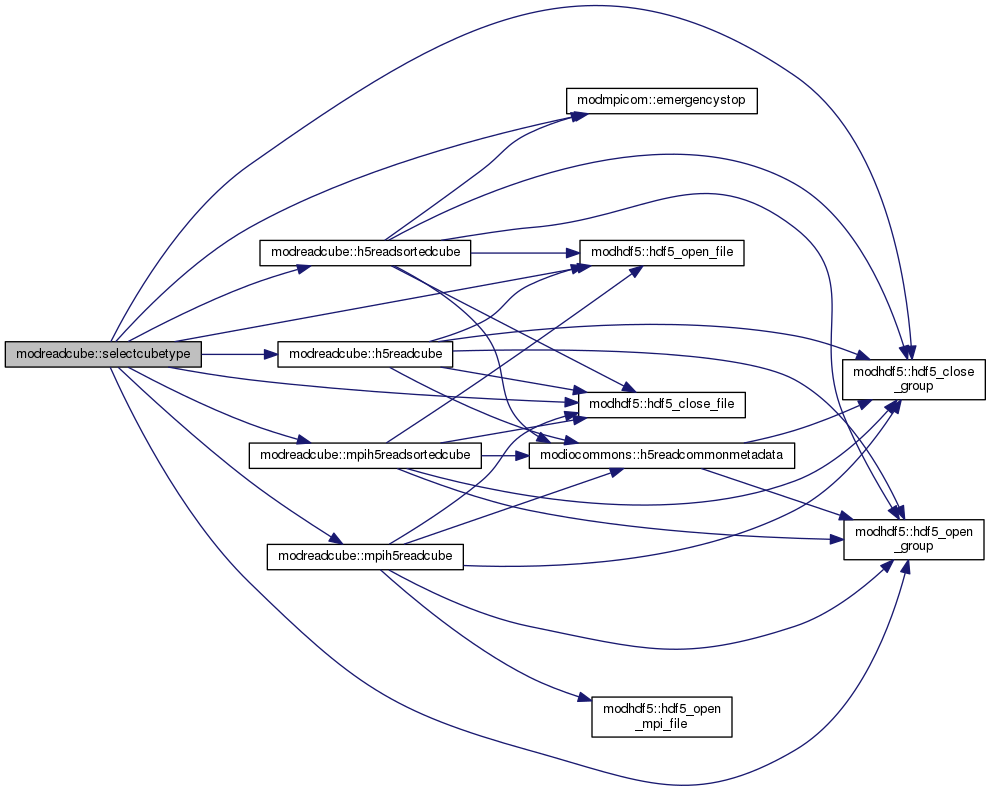 modmpicom::emergencystop
modreadcube::h5readsortedcube
modhdf5::hdf5_open_file
modreadcube::selectcubetype
modreadcube::h5readcube
modhdf5::hdf5_close
_group
modhdf5::hdf5_close_file
modreadcube::mpih5readsortedcube
modiocommons::h5readcommonmetadata
modhdf5::hdf5_open
_group
modreadcube::mpih5readcube
modhdf5::hdf5_open
_mpi_file